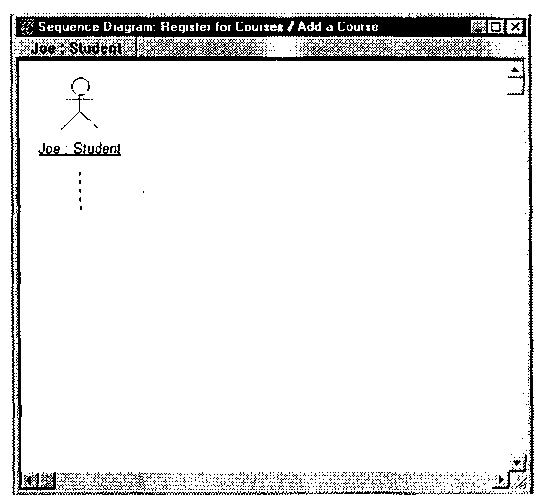 Sequence Diagram: Register for Courses / Add a Course
Joe : Student
Joe : Student